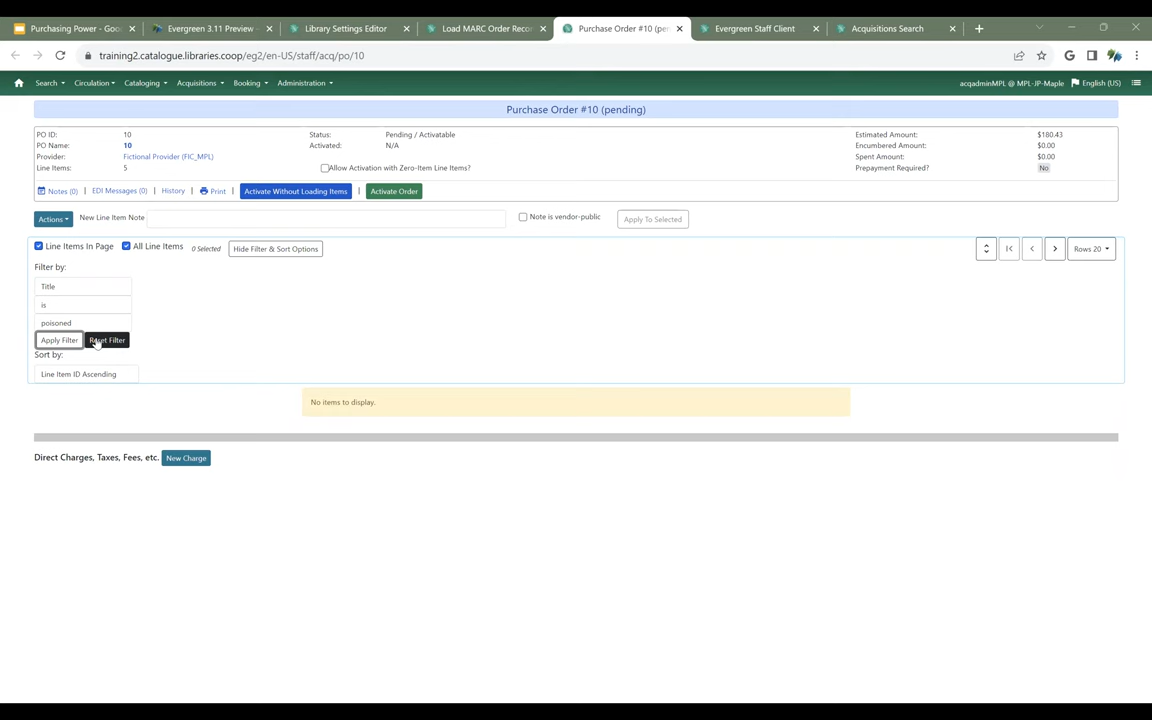 Purchasing Power - Goo
Evergreen 3.11 Preview -
Library Settings Editor
Load MARC Order Recor
Purchase Order #10 (pen
Evergreen Staff Client
Acquisitions Search
training2.catalogue.libraries.coop/eg2/en-US/staff/acq/po/10
Search Circulation Cataloging Acquisitions Booking Administration acqadminMPL @ MPL-JP-Maple English (US)
Purchase Order #10 (pending)
PO ID: 10 Status: Pending / Activatable Estimated Amount: $180.43
PO Name: 10 Activated: N/A Encumbered Amount: $0.00
Provider: Fictional Provider (FIC_MPL) Spent Amount: $0.00
Line Items: 5 Allow Activation with Zero-Item Line Items? Prepayment Required? No
Notes (0) | EDI Messages (0) | History | Print | Activate Without Loading Items | Activate Order
Actions New Line Item Note Note is vendor-public Apply To Selected
Line Items In Page All Line Items 0 Selected Hide Filter & Sort Options Rows 20
Filter by:
Title
is
poisoned
Apply Filter Reset Filter
Sort by:
Line Item ID Ascending
No items to display.
Direct Charges, Taxes, Fees, etc. New Charge